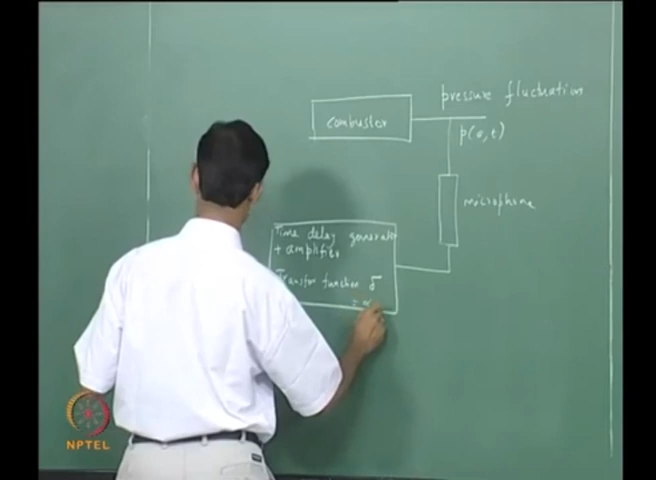 pressure fluctuation
combustor
p(a, t)
microphone
Time delay generator
+ amplifier
Transfer function
=
NPTEL